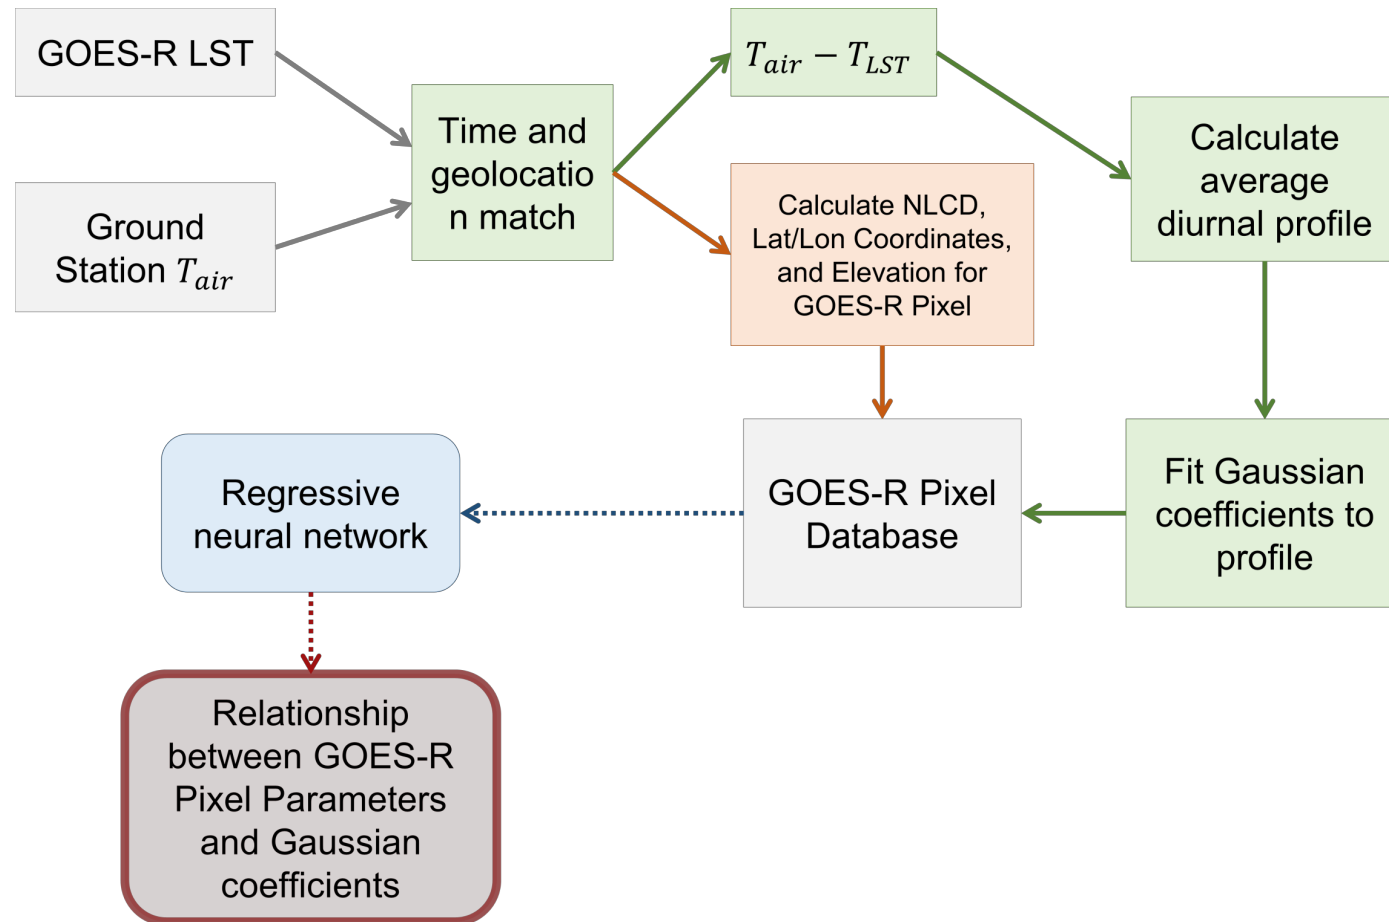 GOES-R LST
Ground
Station T_air
Time and
geolocatio
n match
T_air − T_LST
Calculate NLCD,
Lat/Lon Coordinates,
and Elevation for
GOES-R Pixel
Calculate
average
diurnal profile
Fit Gaussian
coefficients to
profile
GOES-R Pixel
Database
Regressive
neural network
Relationship
between GOES-R
Pixel Parameters
and Gaussian
coefficients